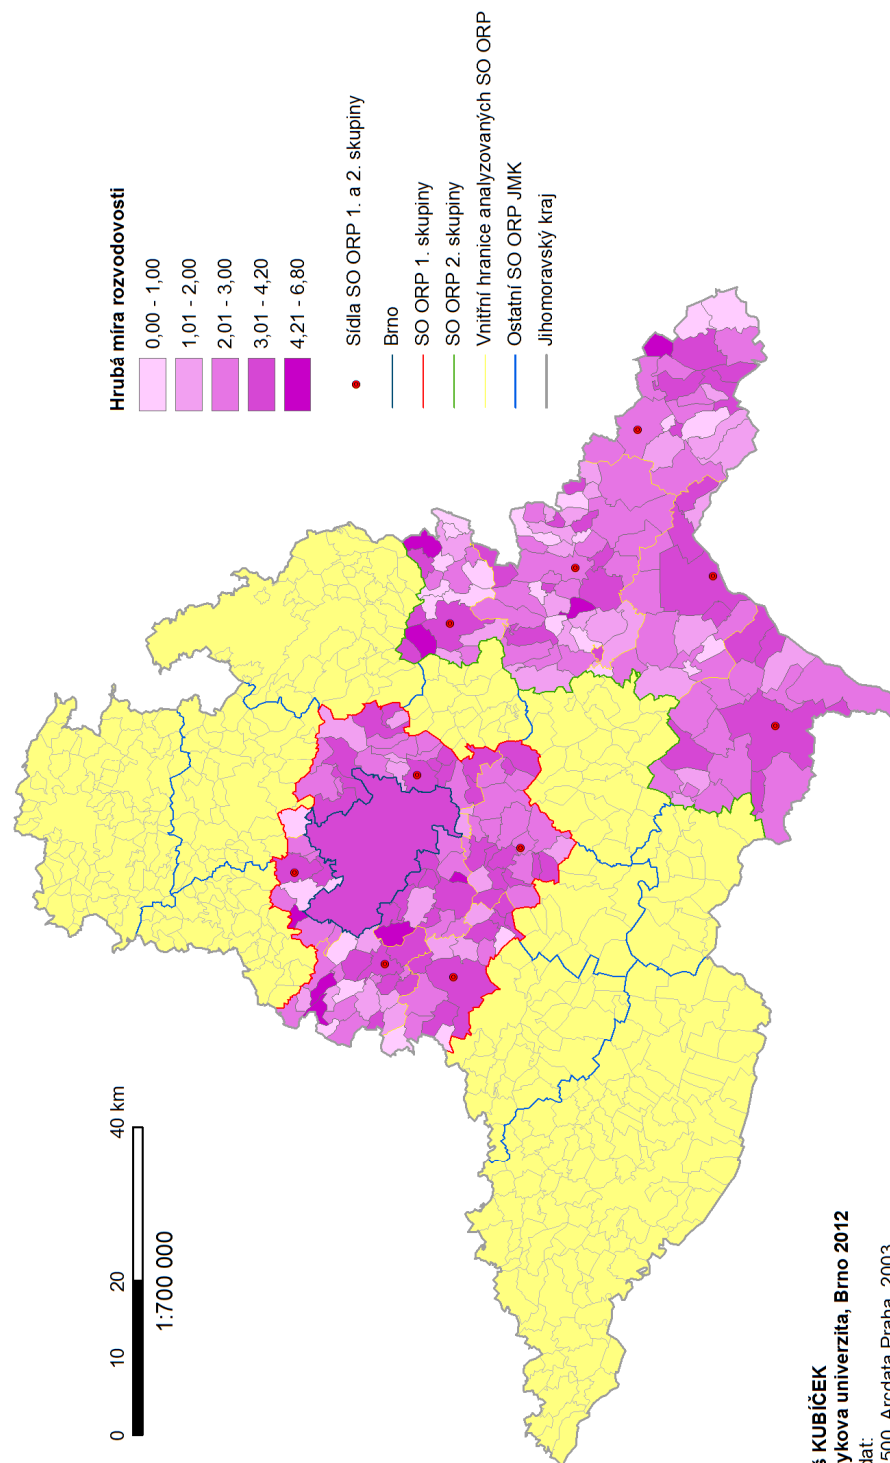 Hrubá míra rozvodovosti
0,00 - 1,00
1,01 - 2,00
2,01 - 3,00
3,01 - 4,20
4,21 - 6,80
Sídla SO ORP 1. a 2. skupiny
Brno
SO ORP 1. skupiny
SO ORP 2. skupiny
Vnitřní hranice analyzovaných SO ORP
Ostatní SO ORP JMK
Jihomoravský kraj
0 10 20 40 km
1:700 000
KUBÍČEK
univerzita, Brno 2012
500, Arcdata Praha, 2003